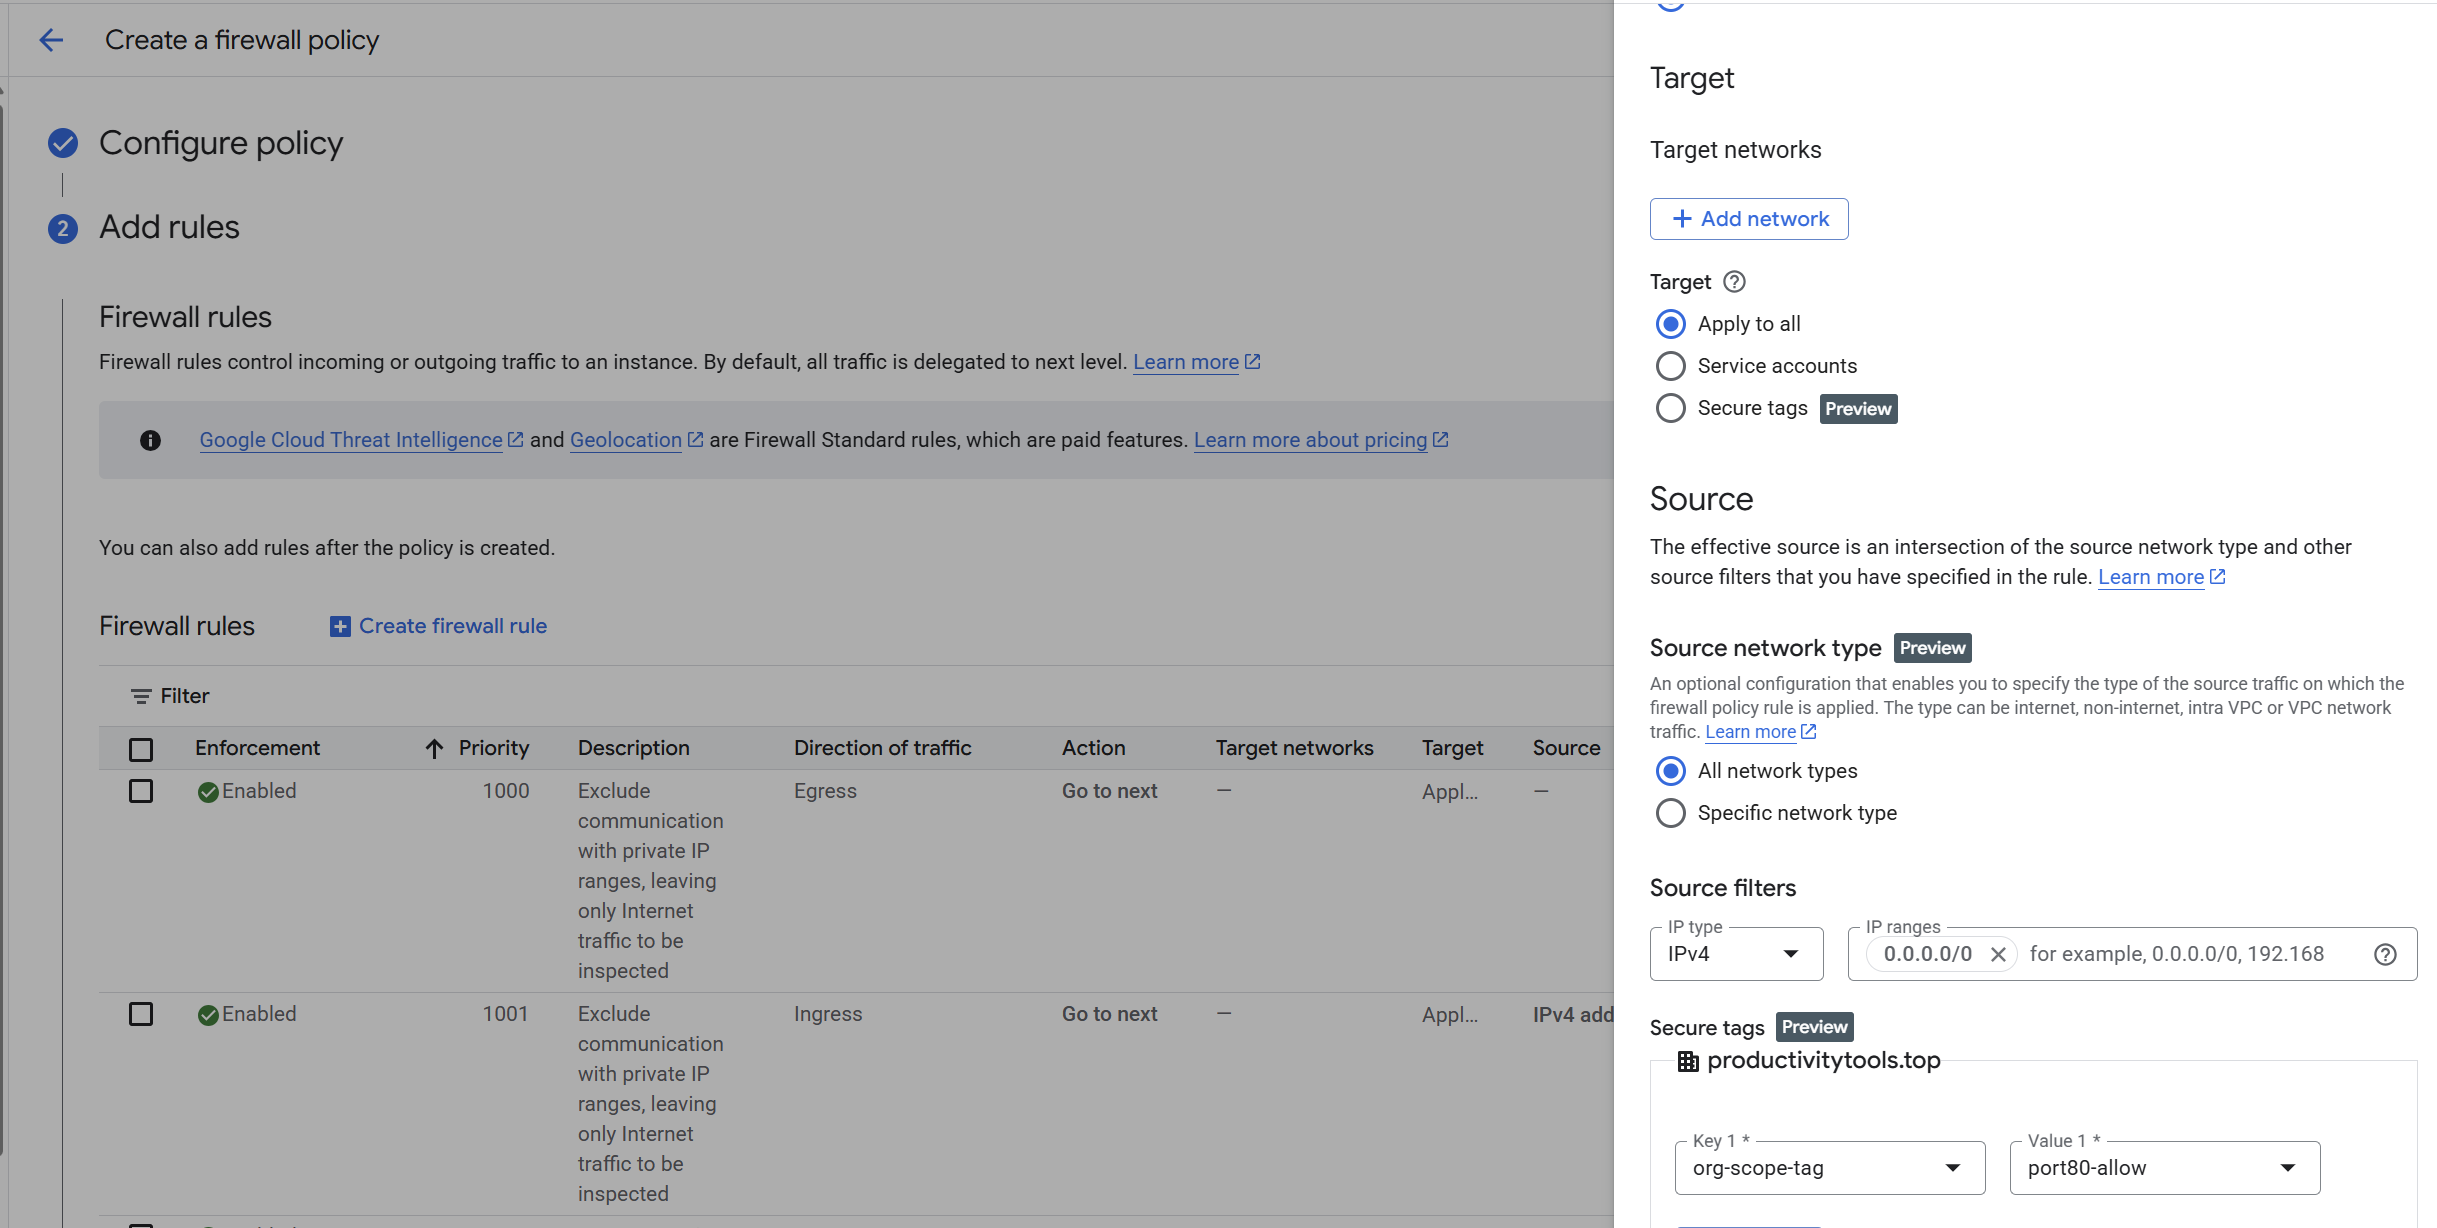 Create a firewall policy
Configure policy
2
Add rules
Firewall rules
Firewall rules control incoming or outgoing traffic to an instance. By default, all traffic is delegated to next level. Learn more
Google Cloud Threat Intelligence and Geolocation are Firewall Standard rules, which are paid features. Learn more about pricing
You can also add rules after the policy is created.
Firewall rules
Create firewall rule
Filter
Enforcement Priority Description Direction of traffic Action Target networks Target Source
Enabled 1000 Exclude Egress Go to next — Appl... —
communication
with private IP
ranges, leaving
only Internet
traffic to be
inspected
Enabled 1001 Exclude Ingress Go to next — Appl... IPv4 add
communication
with private IP
ranges, leaving
only Internet
traffic to be
inspected
Target
Target networks
Add network
Target
Apply to all
Service accounts
Secure tags Preview
Source
The effective source is an intersection of the source network type and other
source filters that you have specified in the rule. Learn more
Source network type Preview
An optional configuration that enables you to specify the type of the source traffic on which the
firewall policy rule is applied. The type can be internet, non-internet, intra VPC or VPC network
traffic. Learn more
All network types
Specific network type
Source filters
IP type
IPv4
IP ranges
0.0.0.0/0 for example, 0.0.0.0/0, 192.168
Secure tags Preview
productivitytools.top
Key 1 *
org-scope-tag
Value 1 *
port80-allow